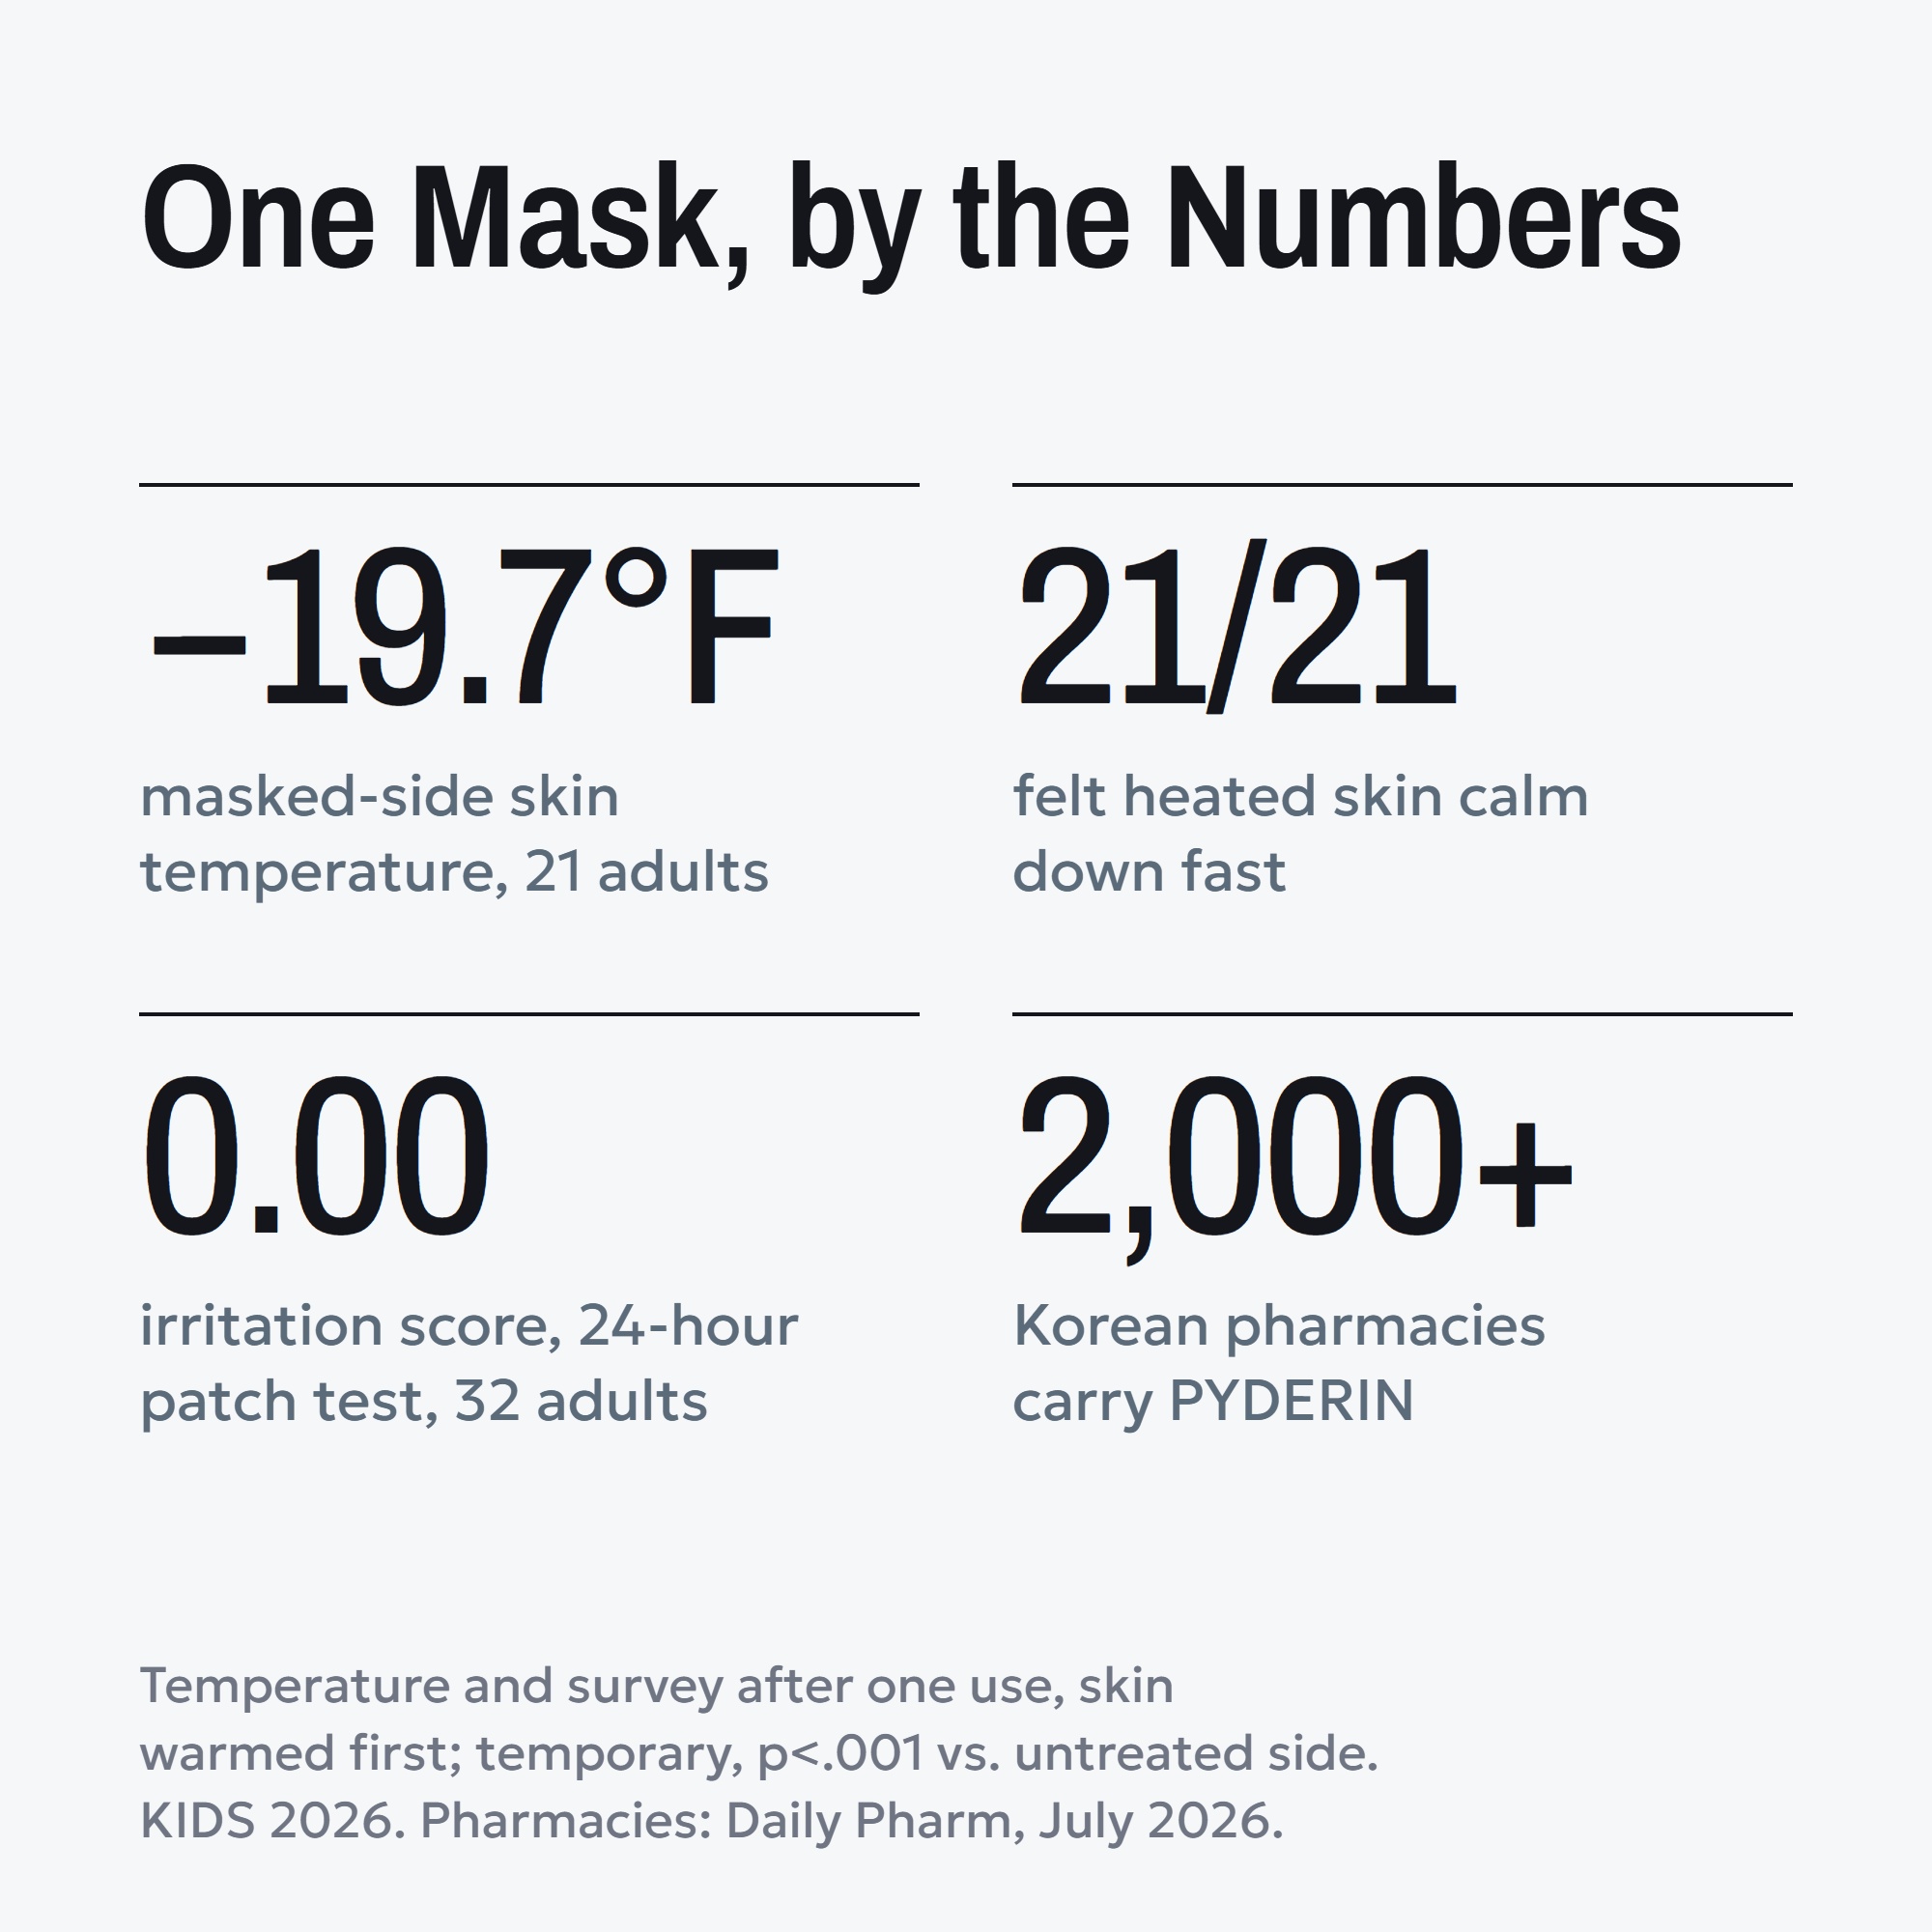 One Mask, by the Numbers
–19.7°F
masked-side skin
temperature, 21 adults
21/21
felt heated skin calm
down fast
0.00
irritation score, 24-hour
patch test, 32 adults
2,000+
Korean pharmacies
carry PYDERIN
Temperature and survey after one use, skin
warmed first; temporary, p<.001 vs. untreated side.
KIDS 2026. Pharmacies: Daily Pharm, July 2026.